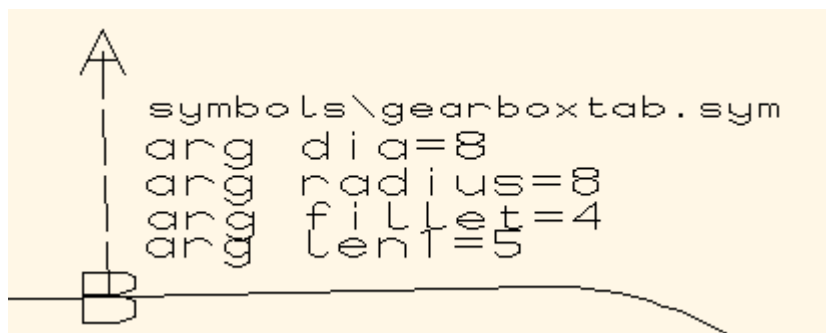 A
symbols\gearboxtab.sym
arg dia=8
arg radius=8
arg fillet=4
arg len1=5
B